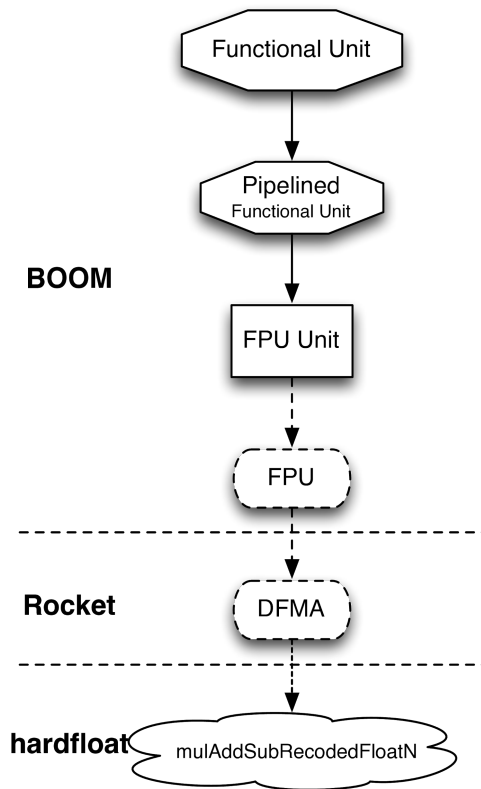 Functional Unit
Pipelined
Functional Unit
BOOM
FPU Unit
FPU
Rocket
DFMA
hardfloat
mulAddSubRecodedFloatN